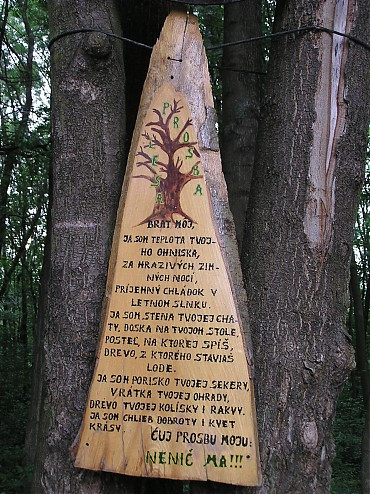 PROSBA
LESA
BRAT MÔJ,
JA SOM TEPLOTA TVOJ-
HO OHNISKA,
ZA MRAZIVÝCH ZIM-
NÝCH NOCÍ,
PRÍJEMNÝ CHLÁDOK V
LETNOM SLNKU.
JA SOM STENA TVOJEJ CHA-
TY, DOSKA NA TVOJOM STOLE,
POSTEĽ, NA KTOREJ SPÍŠ,
DREVO, Z KTORÉHO STAVIAŠ
LODE.
JA SOM PORISKO TVOJEJ SEKERY,
VRÁTKA TVOJEJ OHRADY,
DREVO TVOJEJ KOLÍSKY I RAKVY.
JA SOM CHLIEB DOBROTY I KVET
KRÁSY.
ČUJ PROSBU MOJU:
NENIČ MA!!!